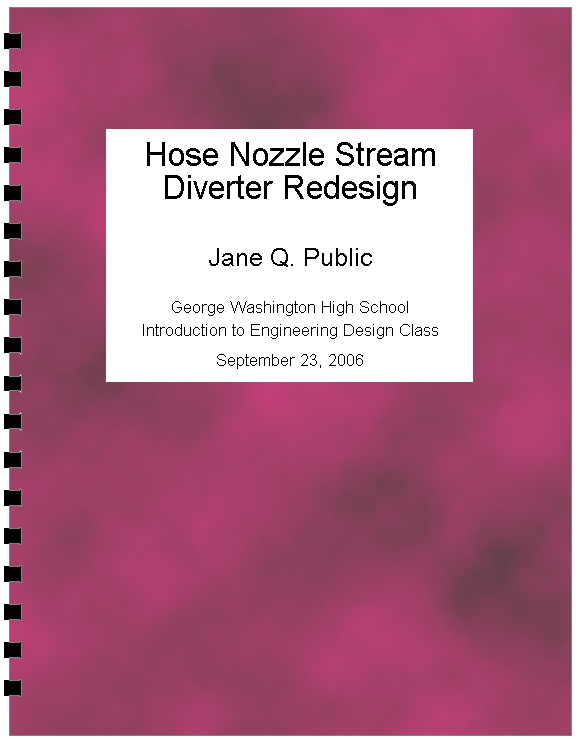 Hose Nozzle Stream
Diverter Redesign
Jane Q. Public
George Washington High School
Introduction to Engineering Design Class
September 23, 2006